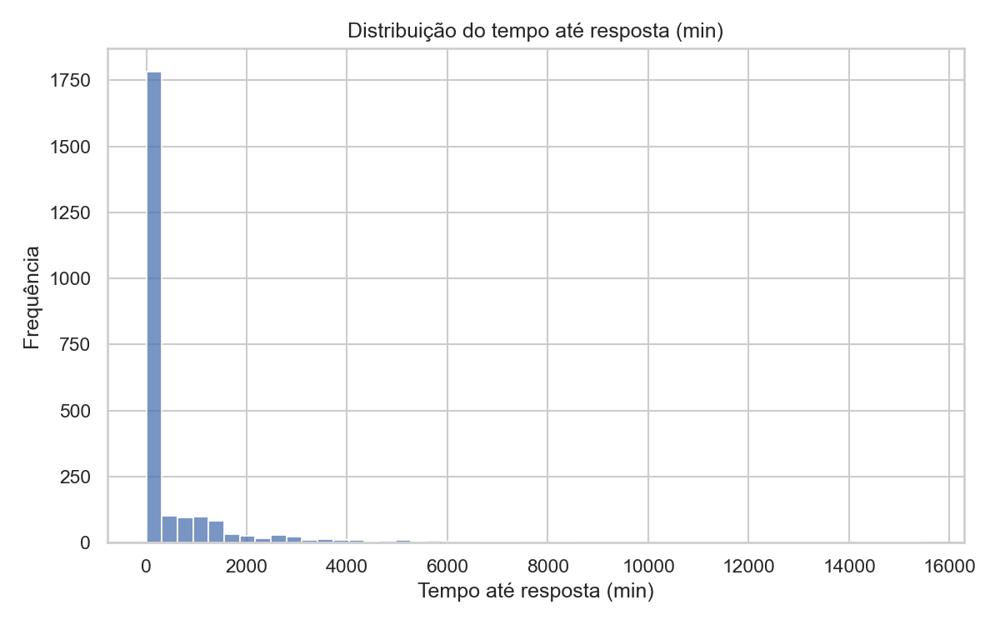 Distribuição do tempo até resposta (min)
1750
1500
1250
1000
750
500
250
0
Frequência
0 2000 4000 6000 8000 10000 12000 14000 16000
Tempo até resposta (min)